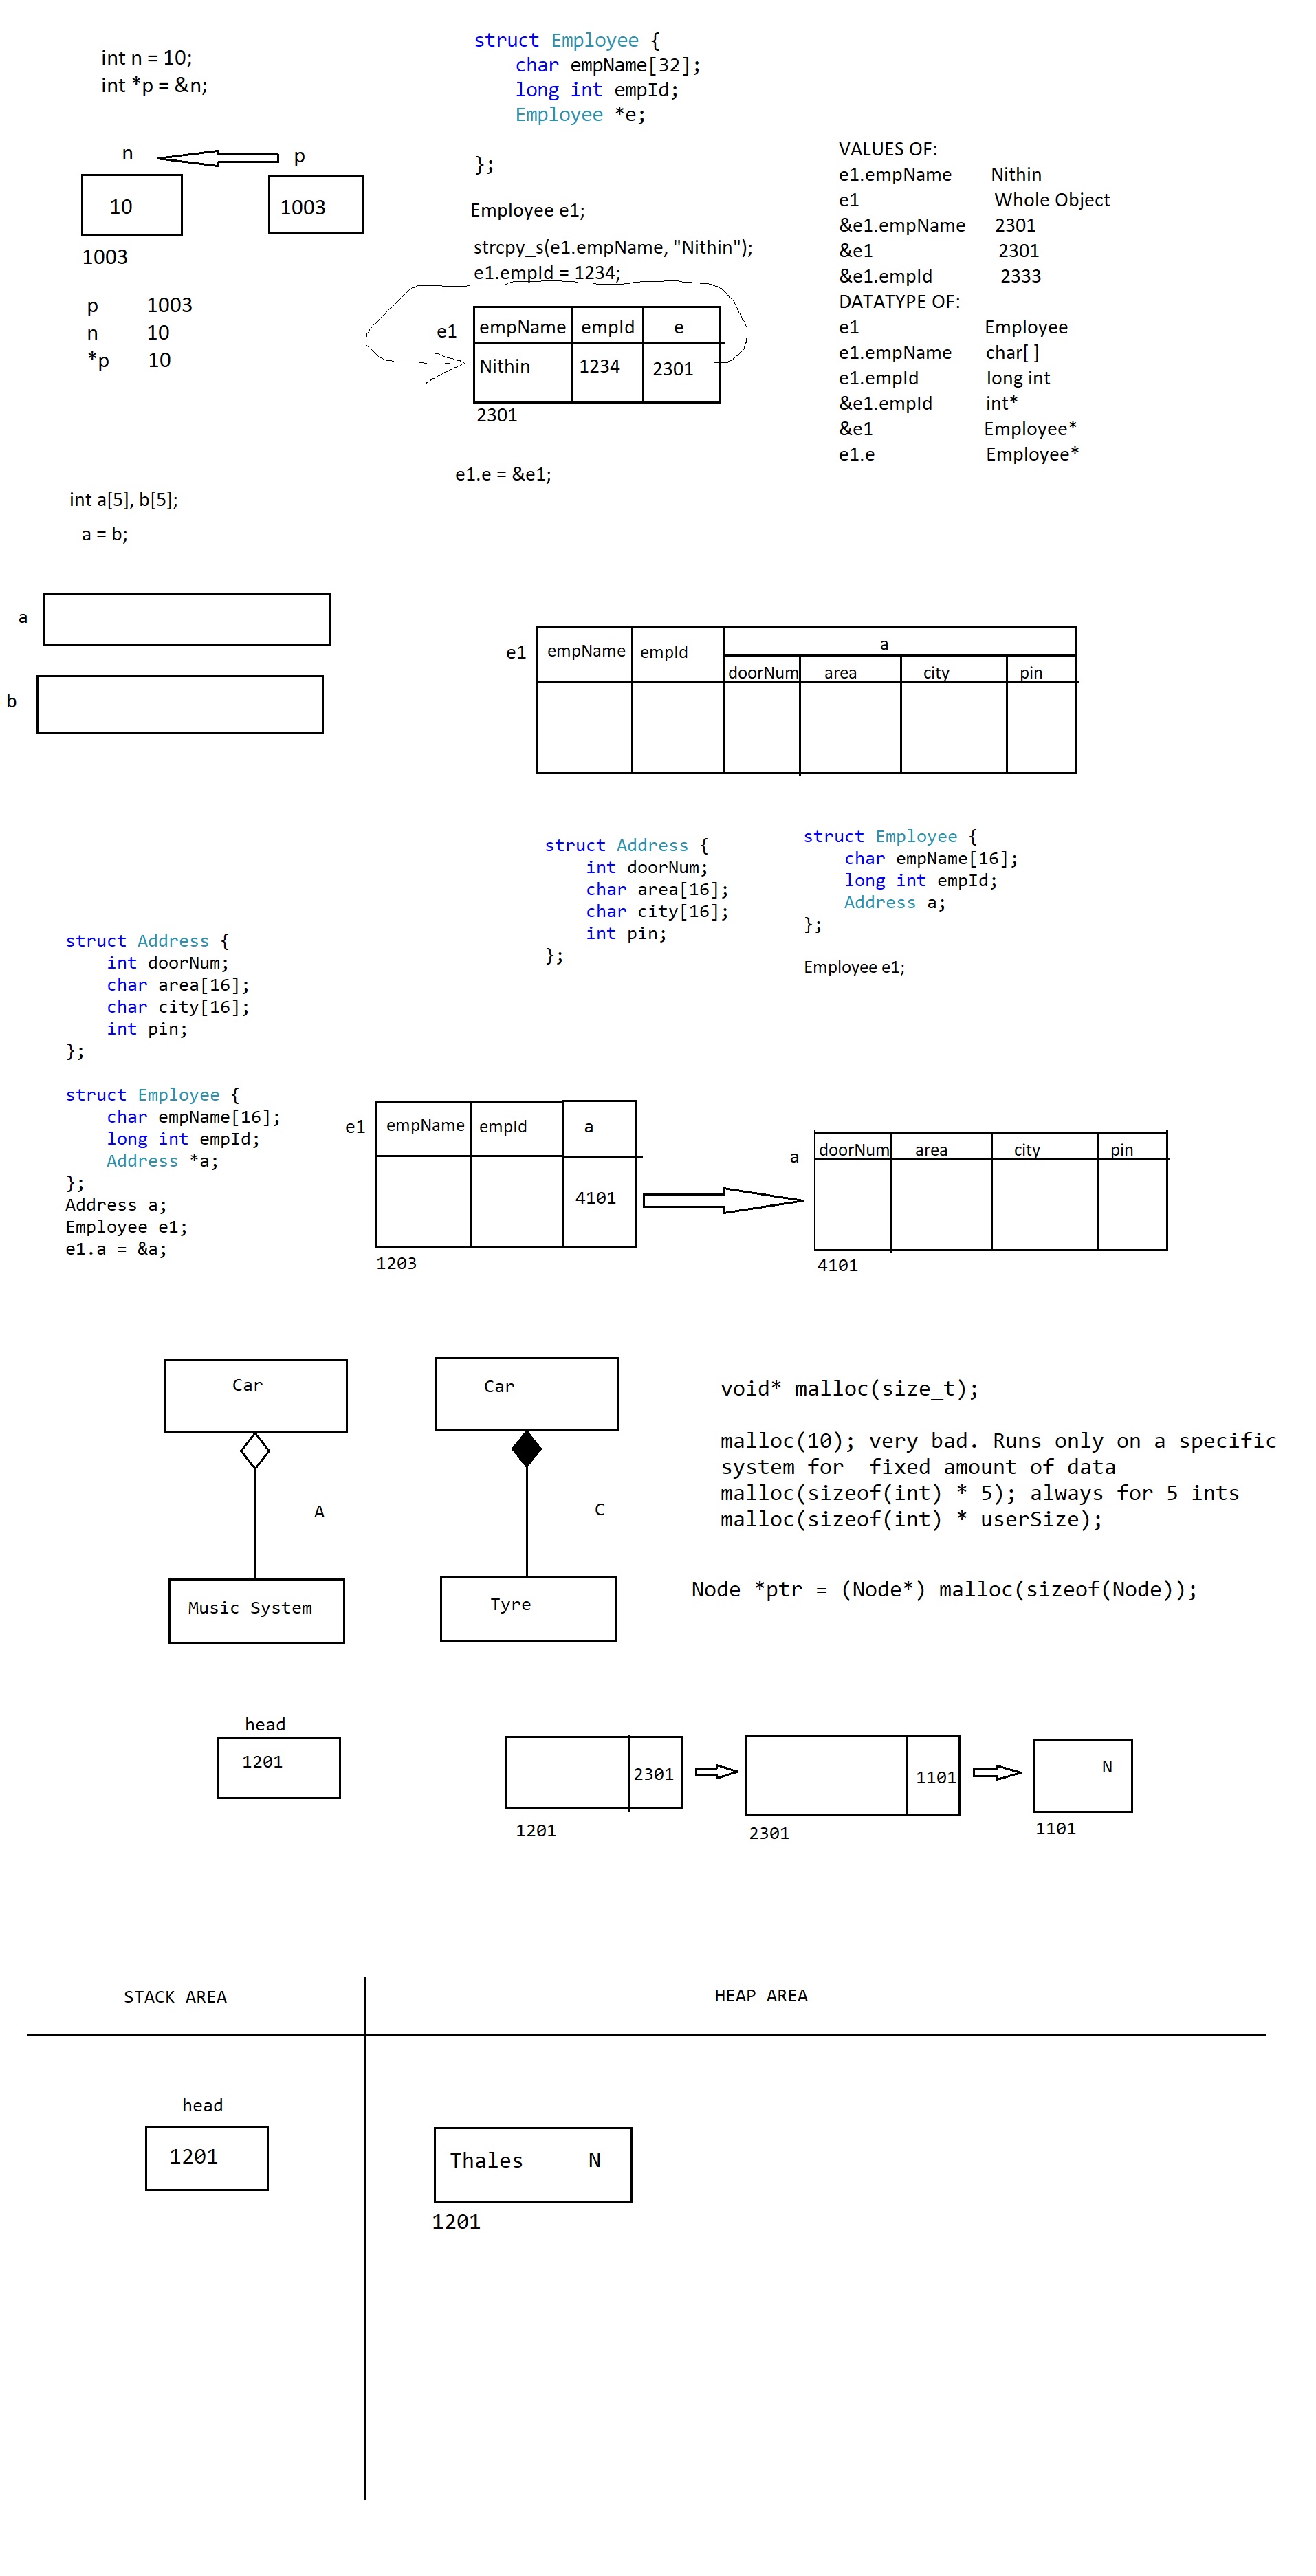 int n = 10;
int *p = &n;
n
p
10
1003
1003
p 1003
n 10
*p 10
struct Employee {
char empName[32];
long int empId;
Employee *e;
};
Employee e1;
strcpy_s(e1.empName, "Nithin");
e1.empId = 1234;
e1
empName empId e
Nithin 1234 2301
2301
e1.e = &e1;
VALUES OF:
e1.empName Nithin
e1 Whole Object
&e1.empName 2301
&e1 2301
&e1.empId 2333
DATATYPE OF:
e1 Employee
e1.empName char[ ]
e1.empId long int
&e1.empId int*
&e1 Employee*
e1.e Employee*
int a[5], b[5];
a = b;
a
b
e1
empName empId a
doorNum area city pin
struct Address {
int doorNum;
char area[16];
char city[16];
int pin;
};
struct Employee {
char empName[16];
long int empId;
Address a;
};
Employee e1;
struct Address {
int doorNum;
char area[16];
char city[16];
int pin;
};
struct Employee {
char empName[16];
long int empId;
Address *a;
};
Address a;
Employee e1;
e1.a = &a;
e1
empName empId a
4101
1203
a
doorNum area city pin
4101
Car
A
Music System
Car
C
Tyre
void* malloc(size_t);
malloc(10); very bad. Runs only on a specific
system for fixed amount of data
malloc(sizeof(int) * 5); always for 5 ints
malloc(sizeof(int) * userSize);
Node *ptr = (Node*) malloc(sizeof(Node));
head
1201
2301
1201
1101
2301
N
1101
STACK AREA
HEAP AREA
head
1201
Thales N
1201